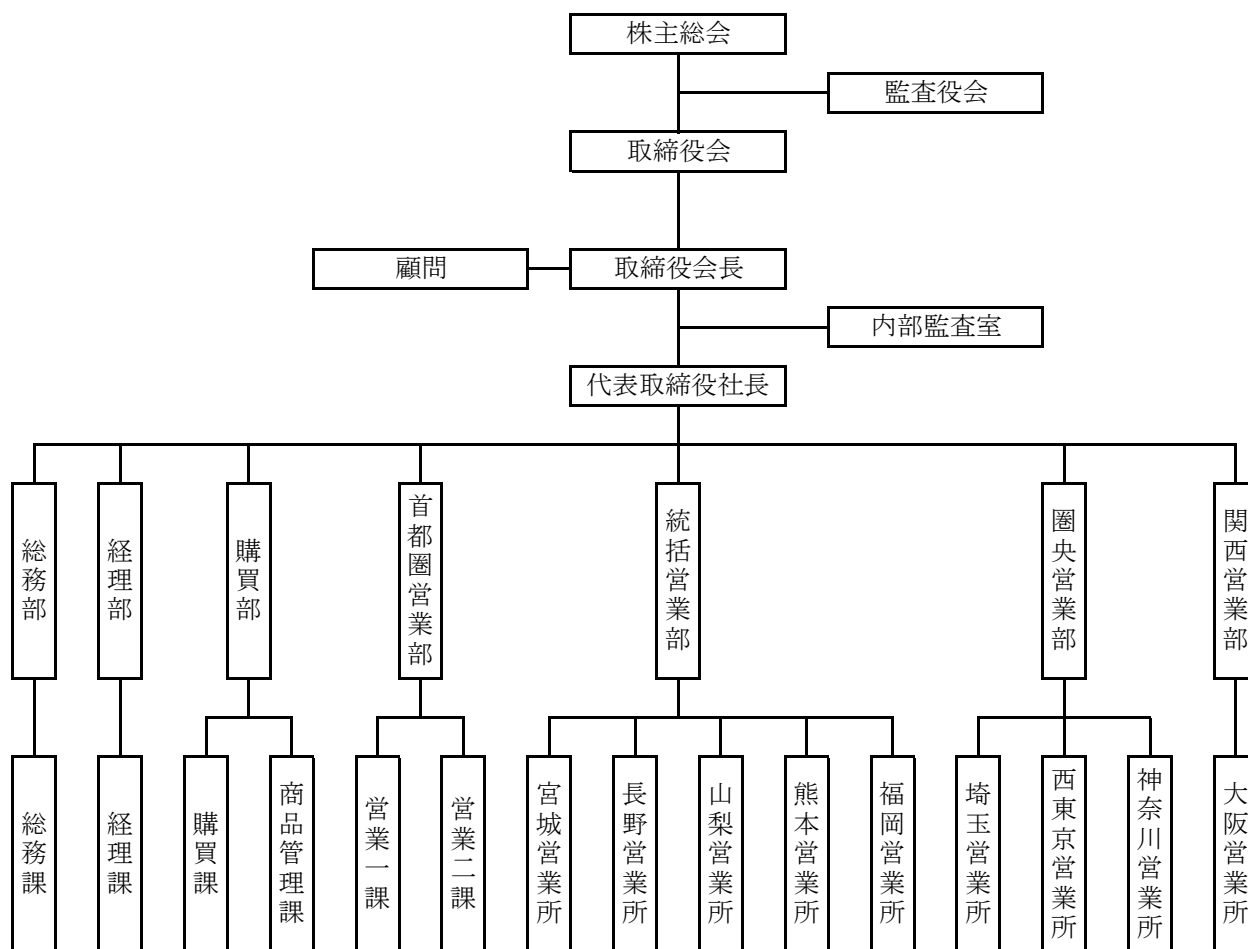 株主総会
監査役会
取締役会
顧問
取締役会長
内部監査室
代表取締役社長
総務部
経理部
購買部
首都圏営業部
統括営業部
圏央営業部
関西営業部
総務課
経理課
購買課
商品管理課
営業一課
営業二課
宮城営業所
長野営業所
山梨営業所
熊本営業所
福岡営業所
埼玉営業所
西東京営業所
神奈川営業所
大阪営業所